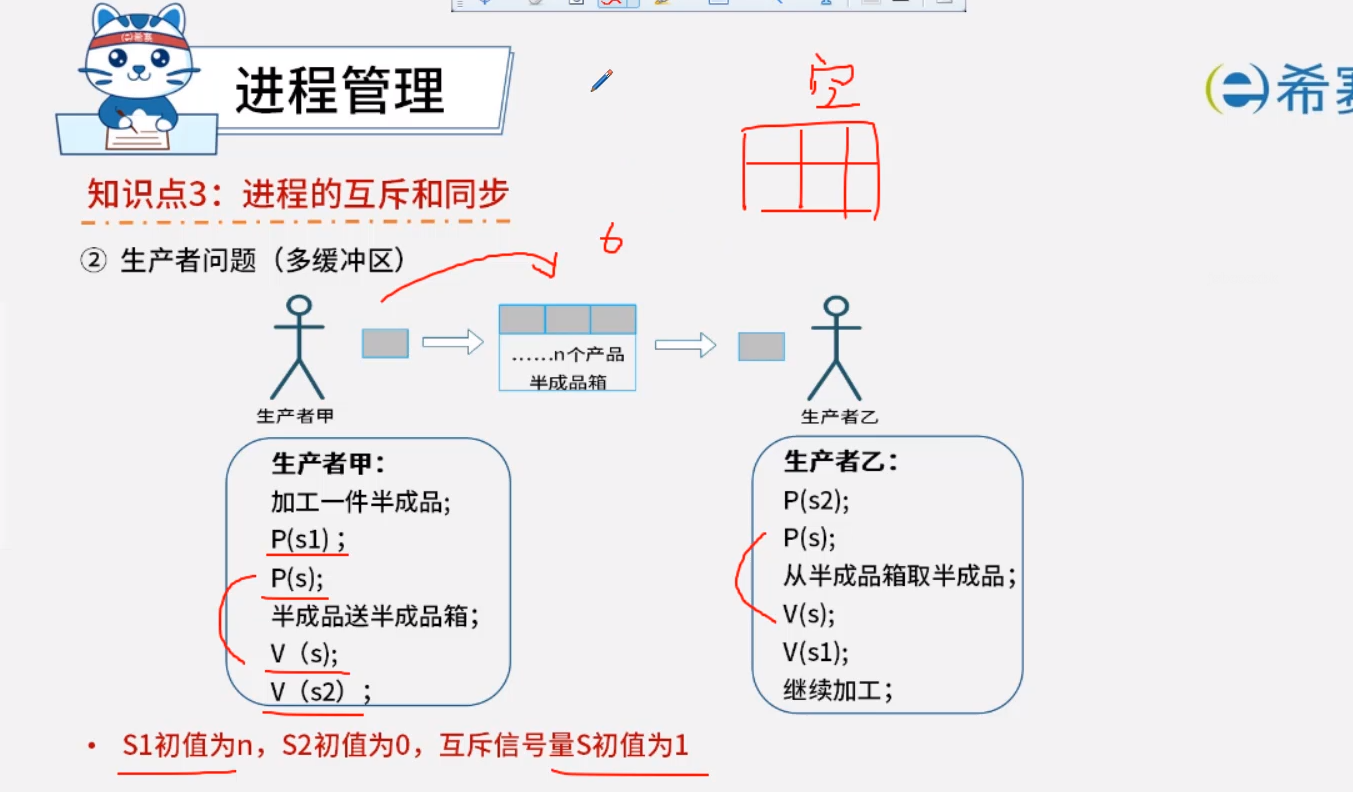 进程管理
空
希赛
知识点3：进程的互斥和同步
② 生产者问题（多缓冲区）
6
……n个产品
半成品箱
生产者甲
生产者乙
生产者甲：
加工一件半成品;
P(s1) ;
P(s);
半成品送半成品箱；
V（s);
V（s2）;
生产者乙：
P(s2);
P(s);
从半成品箱取半成品；
V(s);
V(s1);
继续加工；
• S1初值为n，S2初值为0，互斥信号量S初值为1